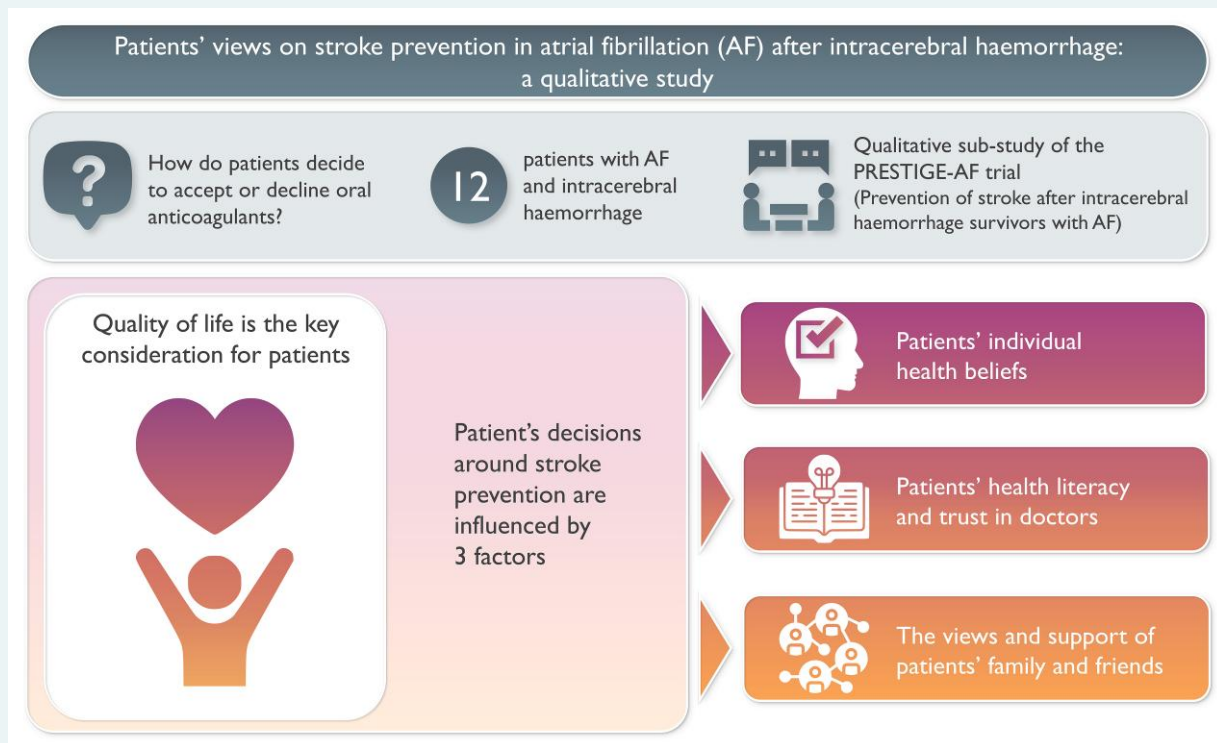 Patients’ views on stroke prevention in atrial fibrillation (AF) after intracerebral haemorrhage:
a qualitative study
?
How do patients decide
to accept or decline oral
anticoagulants?
12
patients with AF
and intracerebral
haemorrhage
Qualitative sub-study of the
PRESTIGE-AF trial
(Prevention of stroke after intracerebral
haemorrhage survivors with AF)
Quality of life is the key
consideration for patients
Patient’s decisions
around stroke
prevention are
influenced by
3 factors
Patients’ individual
health beliefs
Patients’ health literacy
and trust in doctors
The views and support of
patients’ family and friends